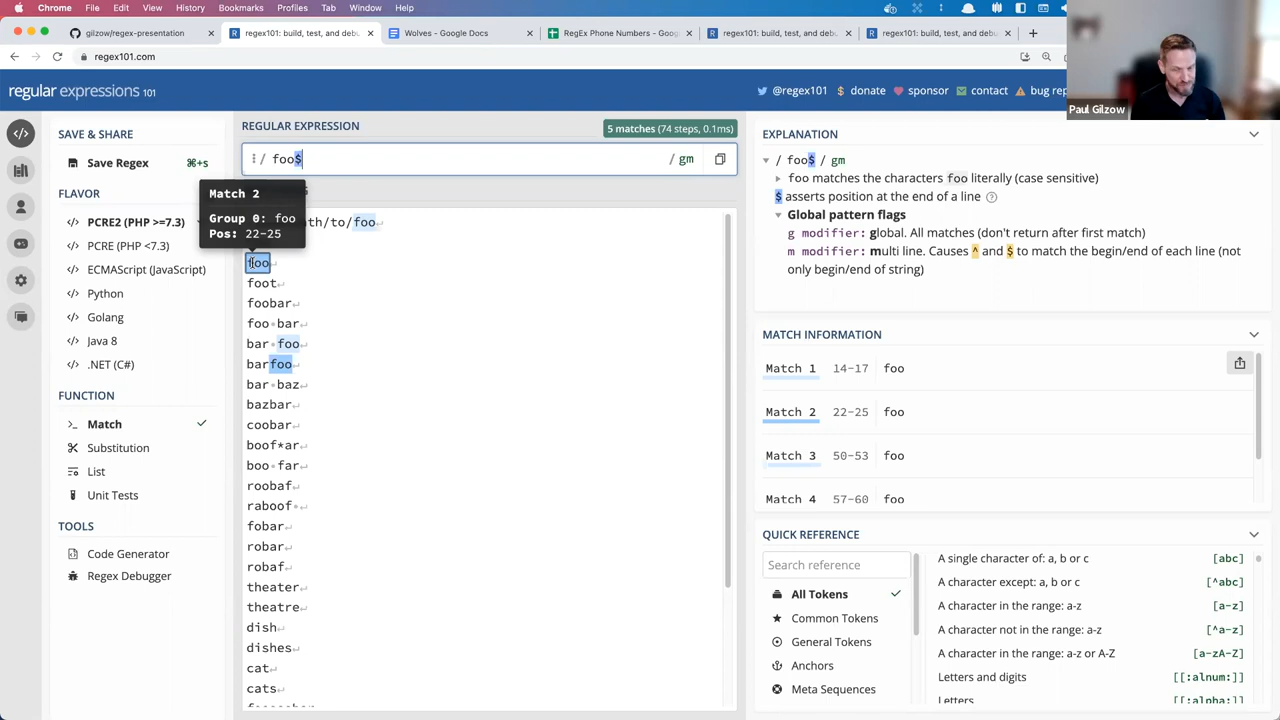 Chrome File Edit View History Bookmarks Profiles Tab Window Help
gilzow/regex-presentation
regex101: build, test, and debu
Wolves - Google Docs
RegEx Phone Numbers - Goog
regex101: build, test, and debu
regex101: build, test, and debu
regex101.com
regular expressions 101
@regex101 donate sponsor contact bug rep
Paul Gilzow
SAVE & SHARE
Save Regex ⌘+s
FLAVOR
PCRE2 (PHP >=7.3)
PCRE (PHP <7.3)
ECMAScript (JavaScript)
Python
Golang
Java 8
.NET (C#)
FUNCTION
Match
Substitution
List
Unit Tests
TOOLS
Code Generator
Regex Debugger
REGULAR EXPRESSION
5 matches (74 steps, 0.1ms)
/ foo$ / gm
Match 2
Group 0: foo
Pos: 22-25
th/to/foo↵
foo↵
foot↵
foobar↵
foo•bar↵
bar•foo↵
barfoo↵
bar•baz↵
bazbar↵
coobar↵
boof*ar↵
boo•far↵
roobaf↵
raboof•↵
fobar↵
robar↵
robaf↵
theater↵
theatre↵
dish↵
dishes↵
cat↵
cats↵
EXPLANATION
/ foo$ / gm
foo matches the characters foo literally (case sensitive)
$ asserts position at the end of a line
Global pattern flags
g modifier: global. All matches (don't return after first match)
m modifier: multi line. Causes ^ and $ to match the begin/end of each line (not
only begin/end of string)
MATCH INFORMATION
Match 1 14-17 foo
Match 2 22-25 foo
Match 3 50-53 foo
Match 4 57-60 foo
QUICK REFERENCE
Search reference
All Tokens
Common Tokens
General Tokens
Anchors
Meta Sequences
A single character of: a, b or c [abc]
A character except: a, b or c [^abc]
A character in the range: a-z [a-z]
A character not in the range: a-z [^a-z]
A character in the range: a-z or A-Z [a-zA-Z]
Letters and digits [[:alnum:]]
Letters [[:alpha:]]